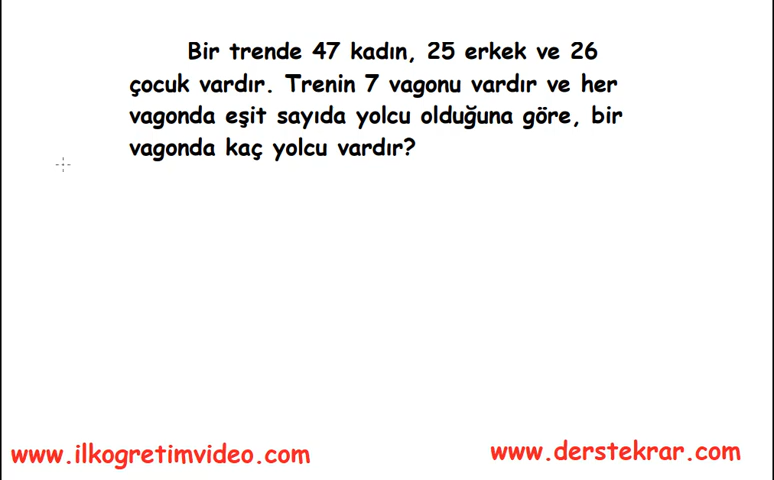 Bir trende 47 kadın, 25 erkek ve 26
çocuk vardır. Trenin 7 vagonu vardır ve her
vagonda eşit sayıda yolcu olduğuna göre, bir
vagonda kaç yolcu vardır?
www.ilkogretimvideo.com
www.derstekrar.com